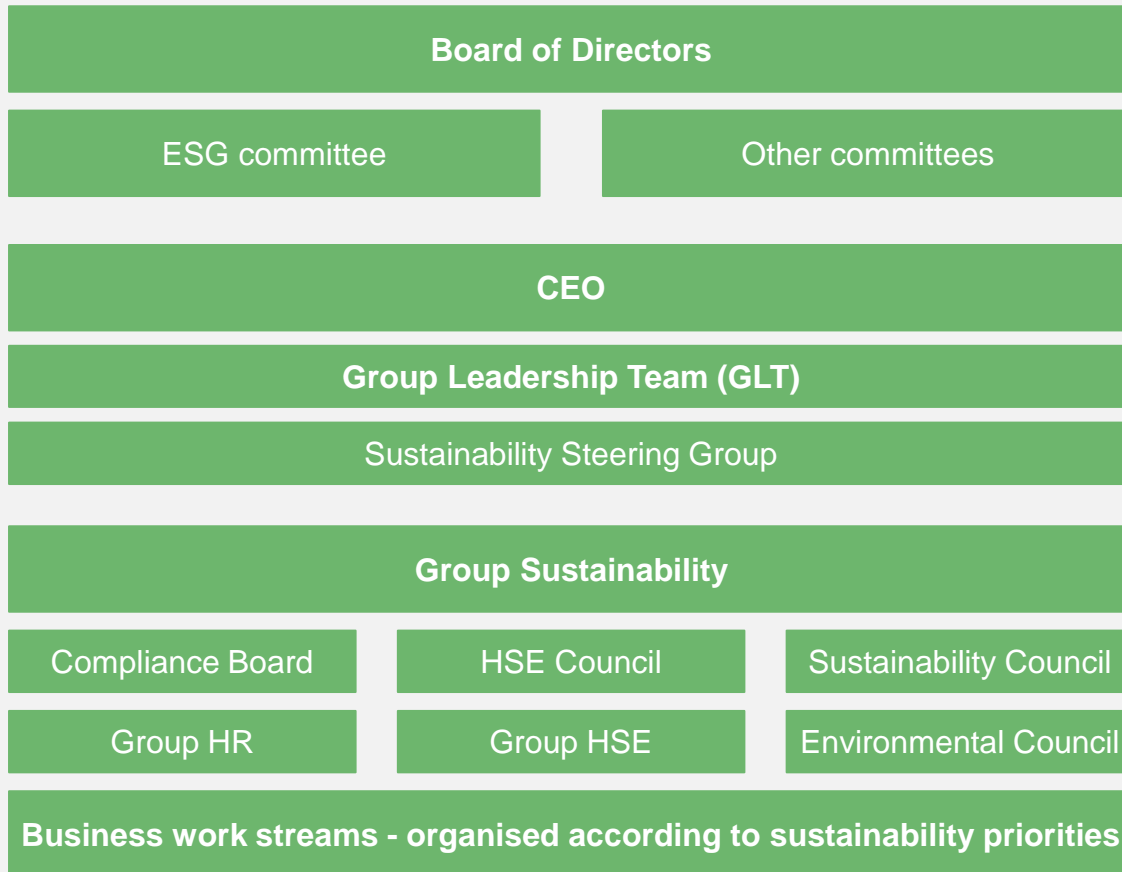 Board of Directors
ESG committee
Other committees
CEO
Group Leadership Team (GLT)
Sustainability Steering Group
Group Sustainability
Compliance Board
HSE Council
Sustainability Council
Group HR
Group HSE
Environmental Council
Business work streams - organised according to sustainability priorities